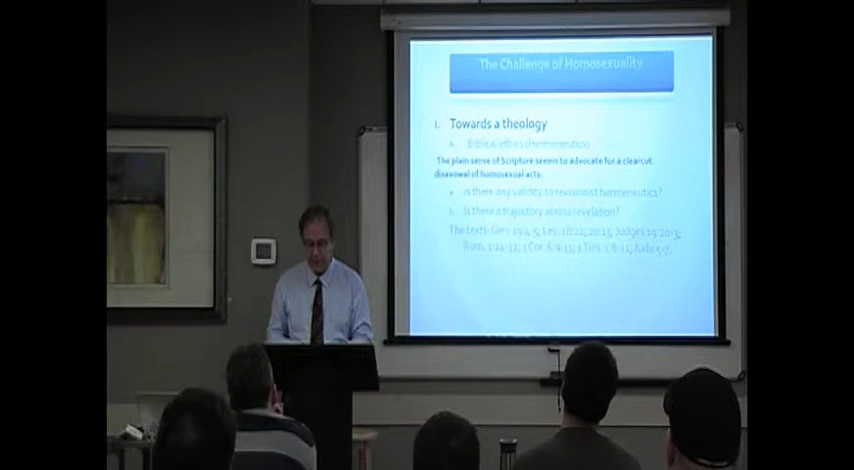 The Challenge of Homosexuality
I. Towards a theology
a. Biblical ethics (Hermeneutics)
The plain sense of Scripture seems to advocate for a clearcut
disavowal of homosexual acts:
a. Is there any validity to revisionist hermeneutics?
b. Is there a trajectory across revelation?
The texts- Gen. 19:4-5; Lev. 18:22; 20:13; Judges 19:20-3;
Rom. 1:21-32; 1 Cor. 6:9-11; 1 Tim. 1:8-11; Jude 5-7.